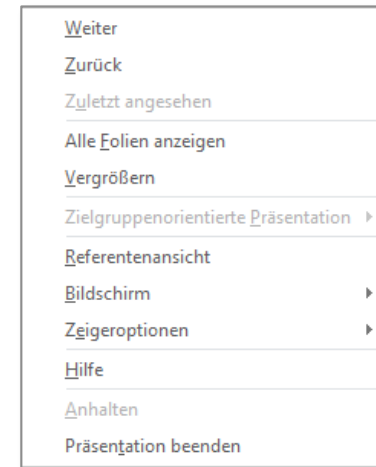 Weiter
Zurück
Zuletzt angesehen
Alle Folien anzeigen
Vergrößern
Zielgruppenorientierte Präsentation
Referentenansicht
Bildschirm
Zeigeroptionen
Hilfe
Anhalten
Präsentation beenden